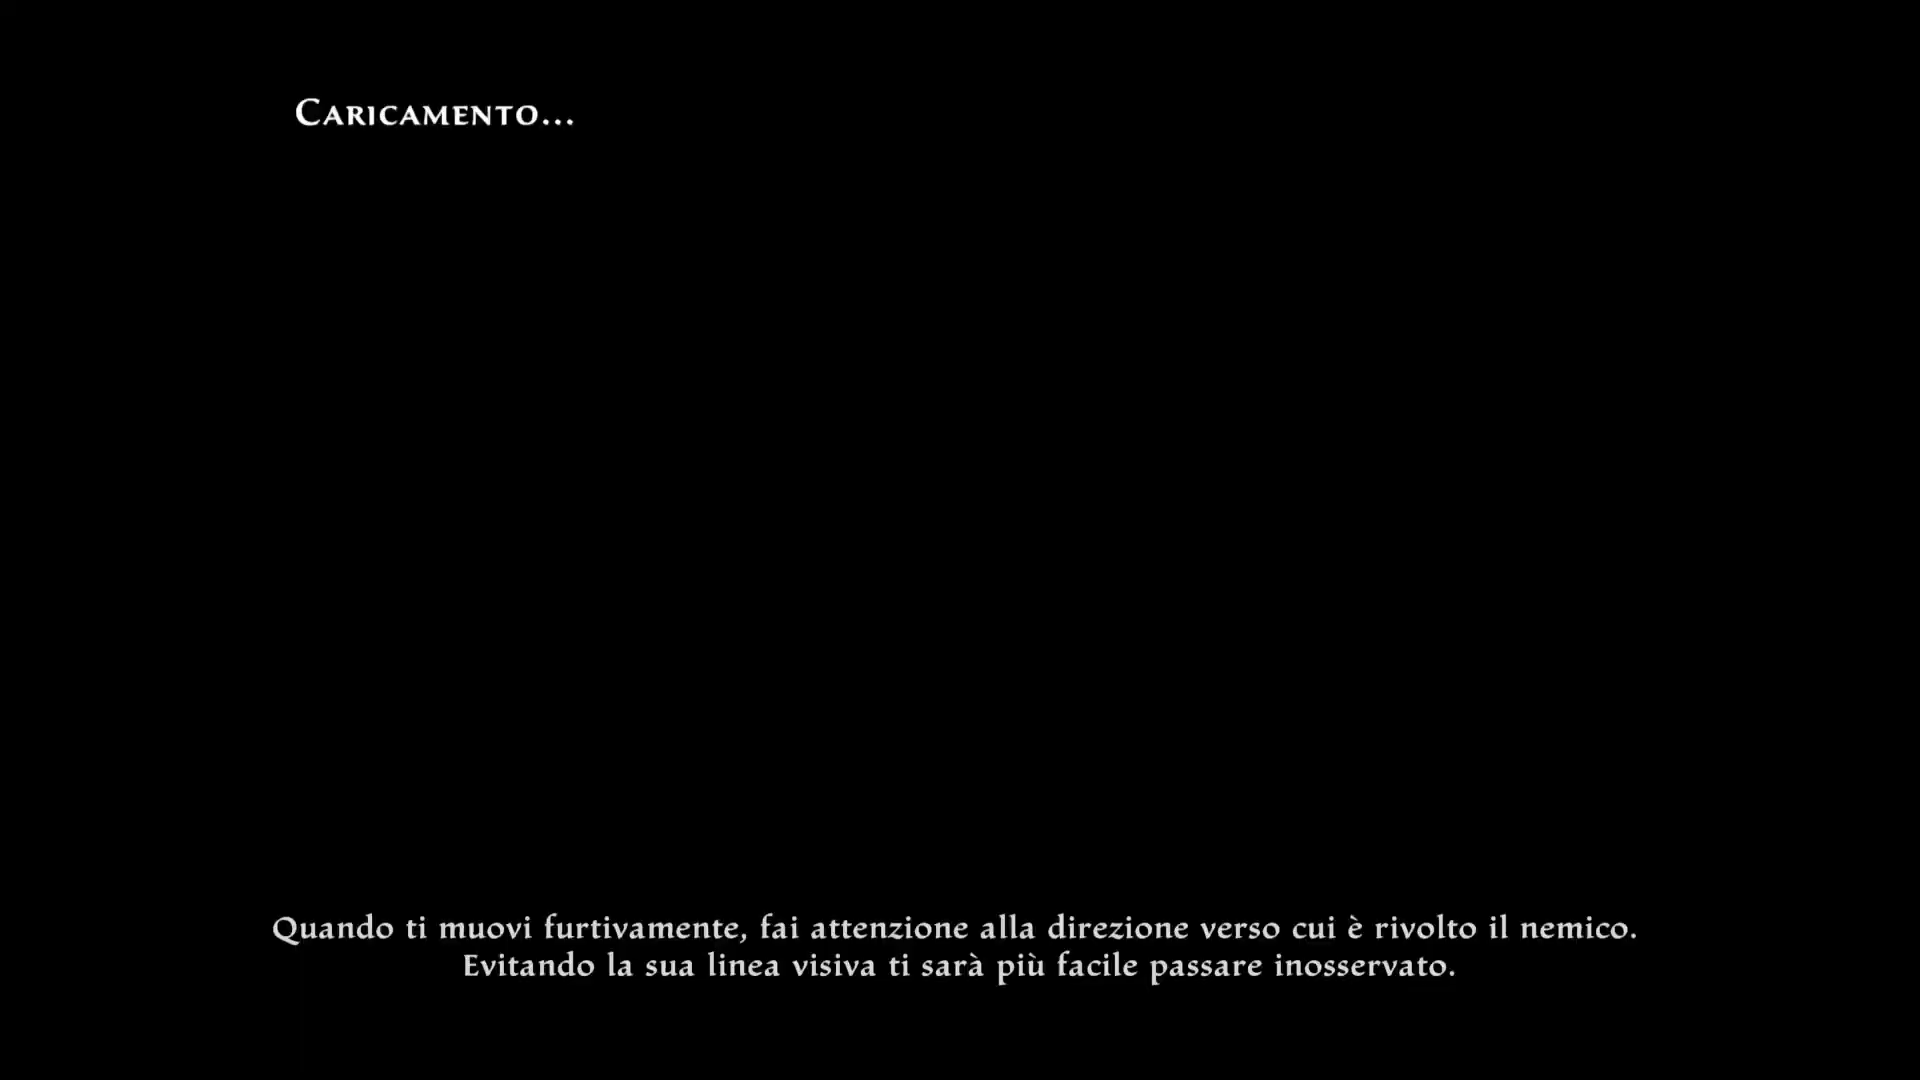 Caricamento...
Quando ti muovi furtivamente, fai attenzione alla direzione verso cui è rivolto il nemico.
Evitando la sua linea visiva ti sarà più facile passare inosservato.